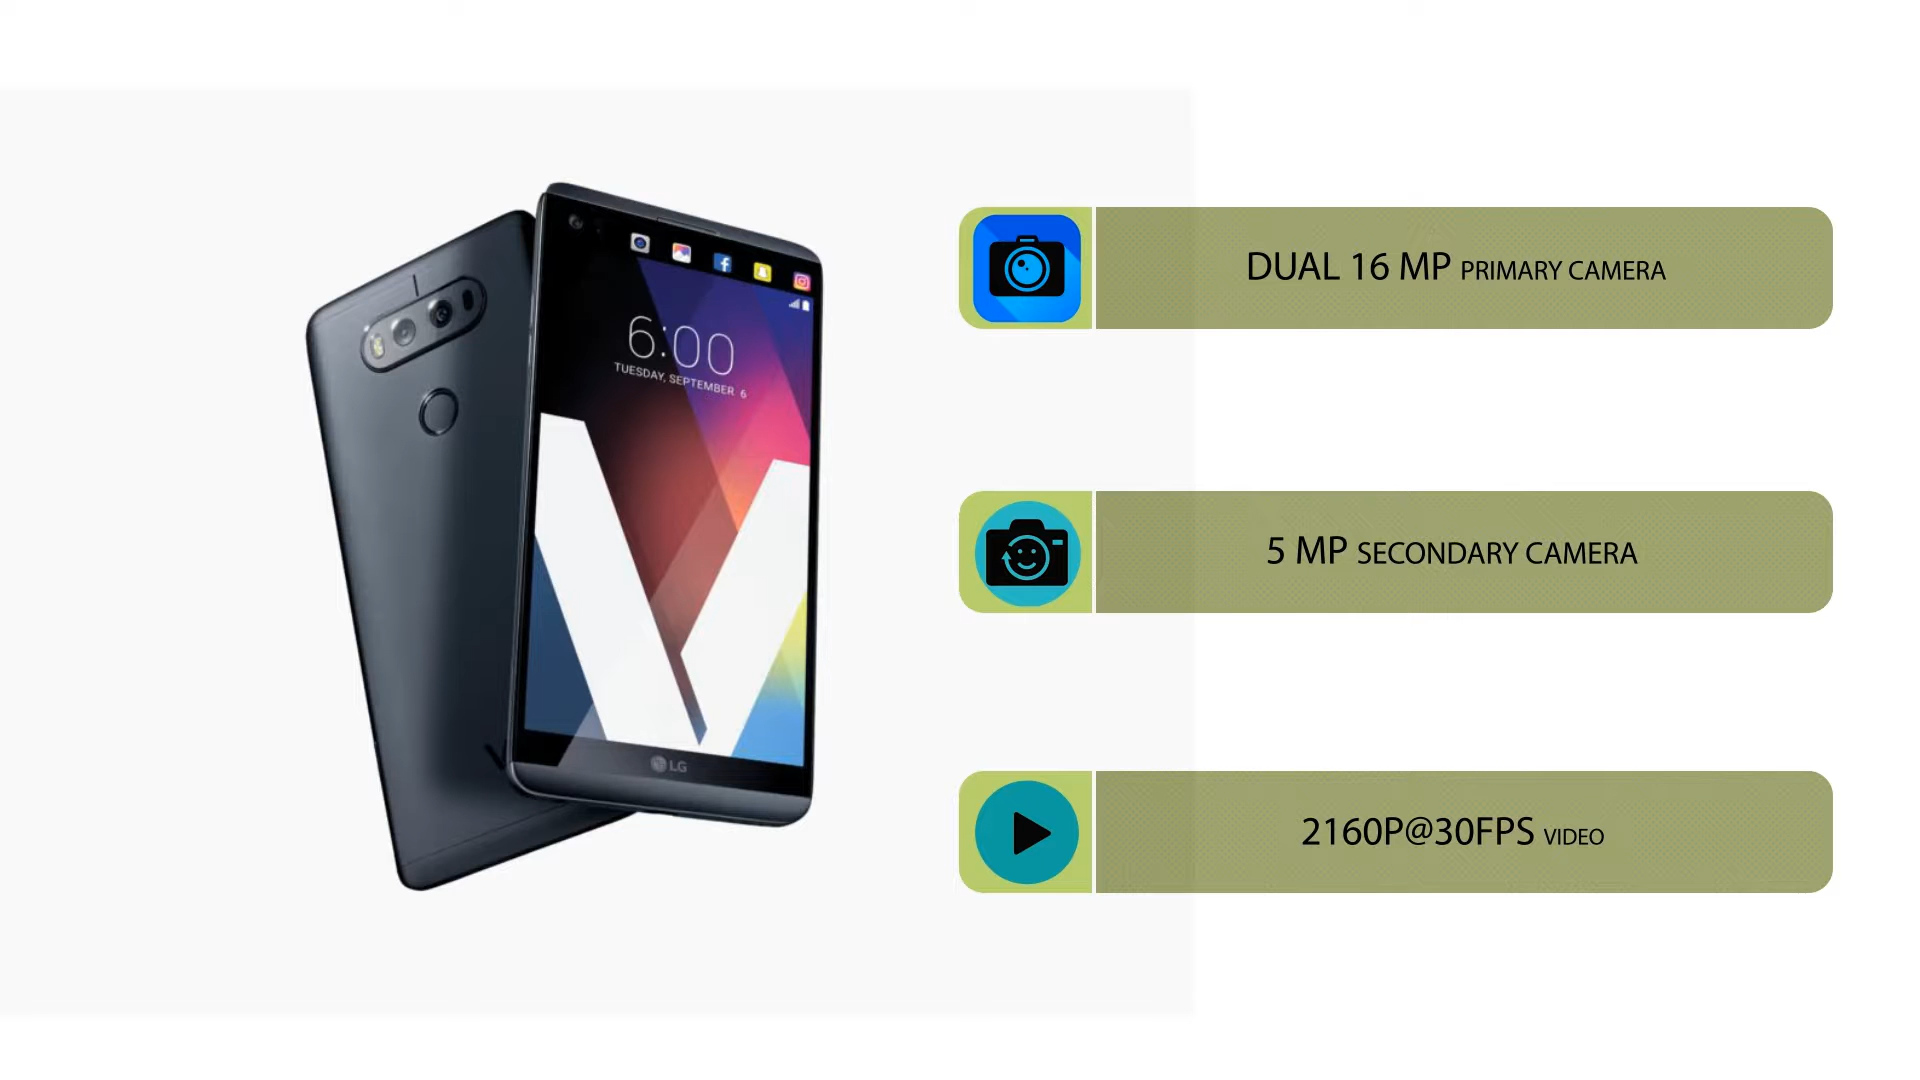 6:00
TUESDAY, SEPTEMBER 6
LG
DUAL 16 MP PRIMARY CAMERA
5 MP SECONDARY CAMERA
2160P@30FPS VIDEO